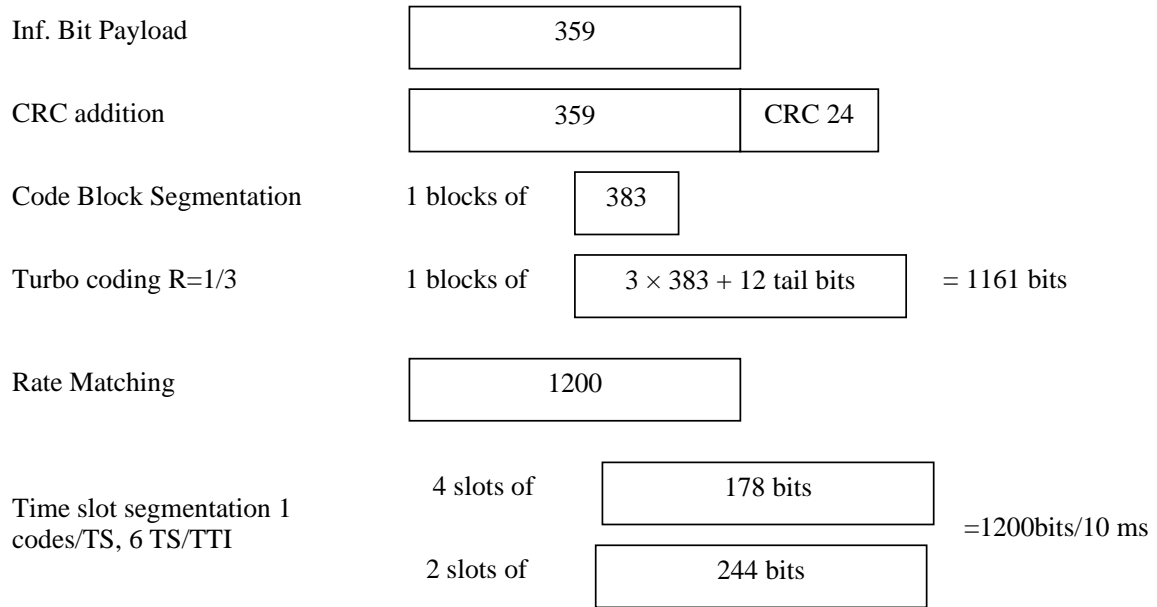 Inf. Bit Payload
359
CRC addition
359
CRC 24
Code Block Segmentation
1 blocks of
383
Turbo coding R=1/3
1 blocks of
3 × 383 + 12 tail bits
= 1161 bits
Rate Matching
1200
Time slot segmentation 1
codes/TS, 6 TS/TTI
4 slots of
178 bits
=1200bits/10 ms
2 slots of
244 bits